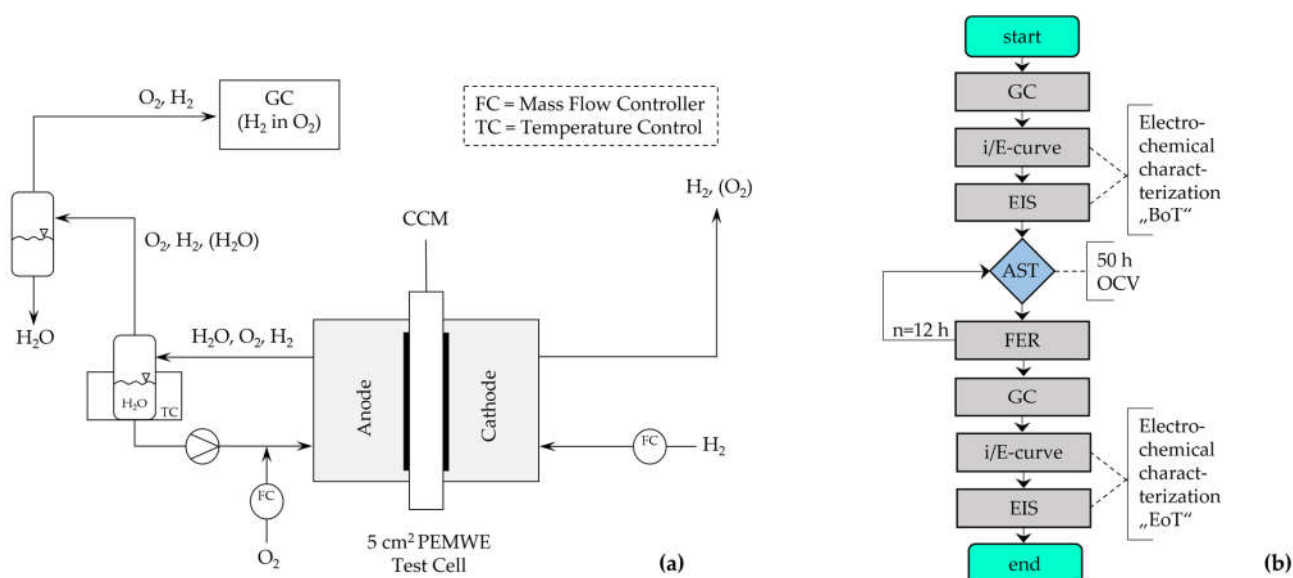 O₂, H₂
GC
(H₂ in O₂)
FC = Mass Flow Controller
TC = Temperature Control
H₂, (O₂)
CCM
O₂, H₂, (H₂O)
H₂O
H₂O, O₂, H₂
H₂O
TC
Anode
Cathode
FC
H₂
FC
O₂
5 cm² PEMWE
Test Cell
(a)
start
GC
i/E-curve
EIS
Electro-
chemical
charact-
terization
„BoT“
AST
50 h
OCV
n=12 h
FER
GC
i/E-curve
EIS
Electro-
chemical
charact-
terization
„EoT“
end
(b)